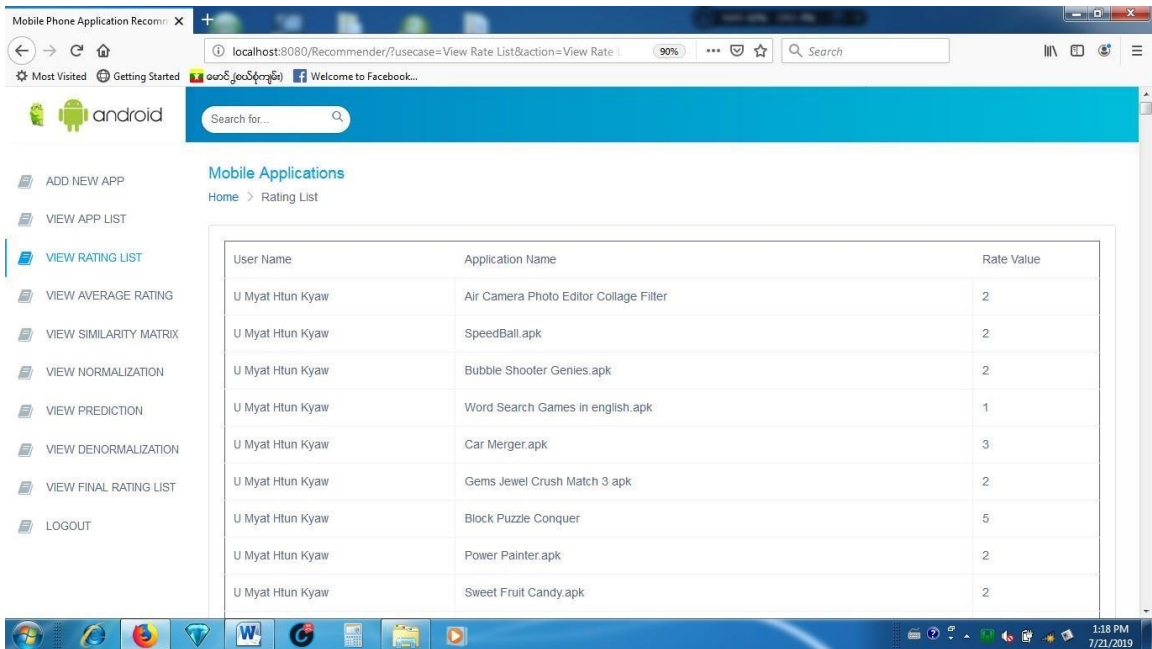 Mobile Phone Application Recomm
localhost:8080/Recommender/?usecase=View Rate List&action=View Rate L
90%
Search
Most Visited Getting Started မောင်(စယ်စုံကျမ်း) Welcome to Facebook...
android
Search for...
ADD NEW APP
VIEW APP LIST
VIEW RATING LIST
VIEW AVERAGE RATING
VIEW SIMILARITY MATRIX
VIEW NORMALIZATION
VIEW PREDICTION
VIEW DENORMALIZATION
VIEW FINAL RATING LIST
LOGOUT
Mobile Applications
Home > Rating List
User Name Application Name Rate Value
U Myat Htun Kyaw Air Camera Photo Editor Collage Filter 2
U Myat Htun Kyaw SpeedBall.apk 2
U Myat Htun Kyaw Bubble Shooter Genies.apk 2
U Myat Htun Kyaw Word Search Games in english.apk 1
U Myat Htun Kyaw Car Merger.apk 3
U Myat Htun Kyaw Gems Jewel Crush Match 3.apk 2
U Myat Htun Kyaw Block Puzzle Conquer 5
U Myat Htun Kyaw Power Painter.apk 2
U Myat Htun Kyaw Sweet Fruit Candy.apk 2
1:18 PM
7/21/2019